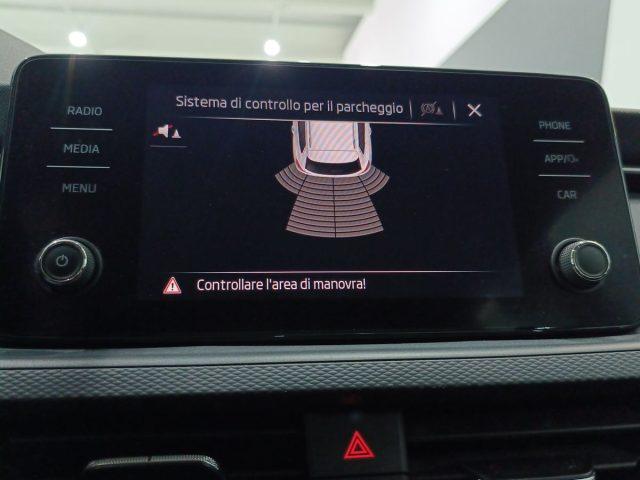 Sistema di controllo per il parcheggio
RADIO
MEDIA
MENU
PHONE
APP/
CAR
Controllare l'area di manovra!